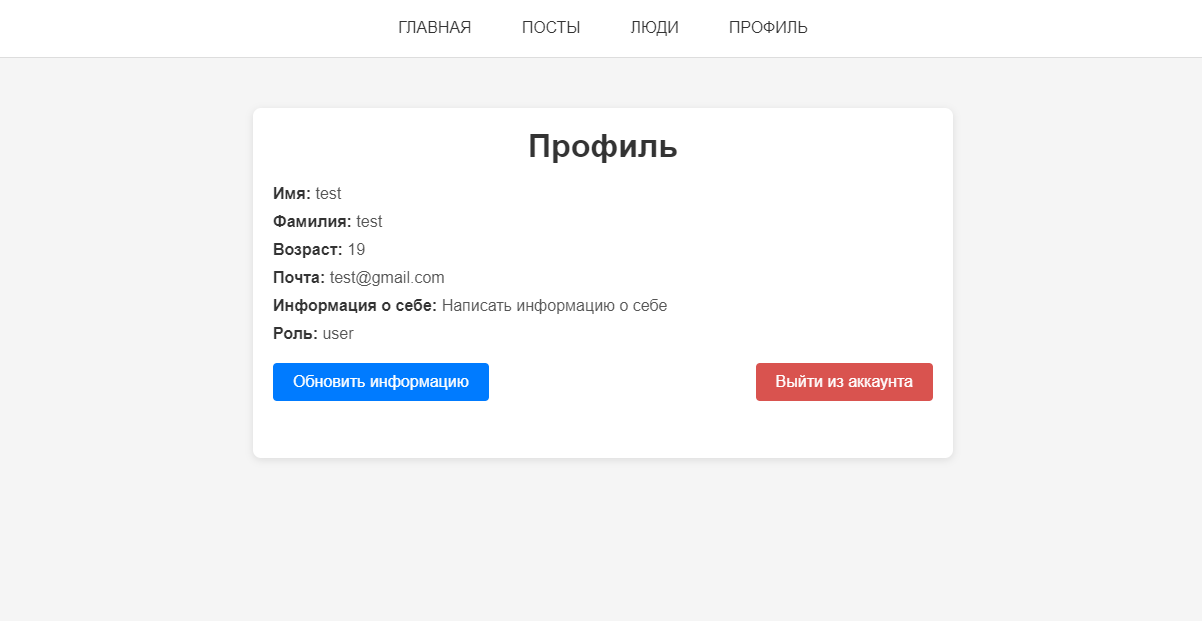 ГЛАВНАЯ ПОСТЫ ЛЮДИ ПРОФИЛЬ
Профиль
Имя: test
Фамилия: test
Возраст: 19
Почта: test@gmail.com
Информация о себе: Написать информацию о себе
Роль: user
Обновить информацию Выйти из аккаунта